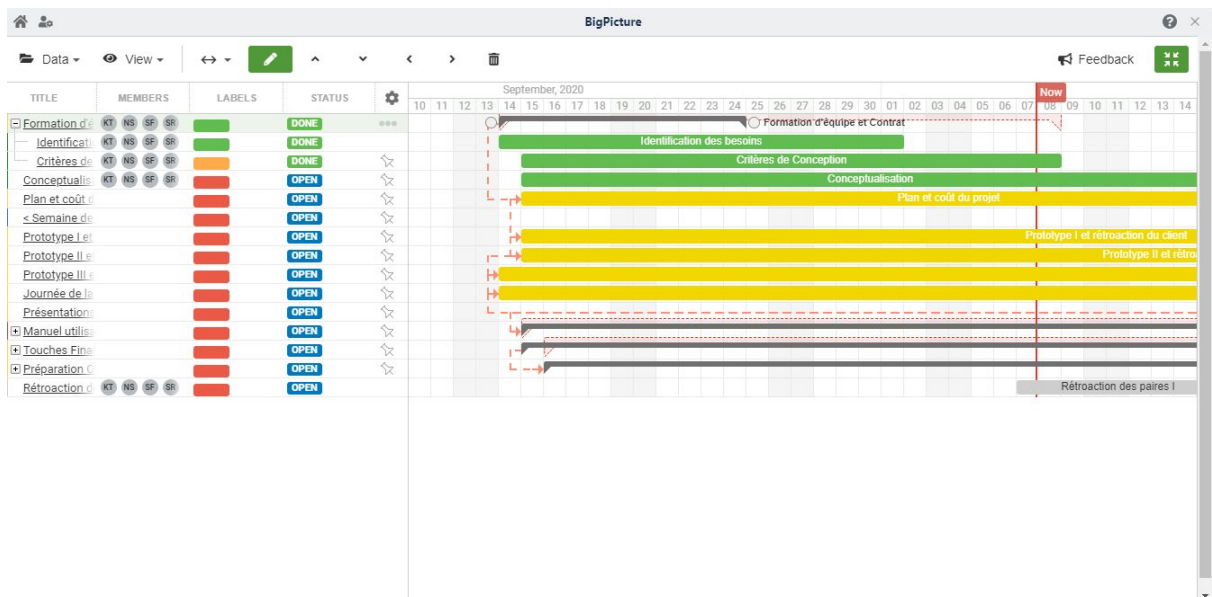 BigPicture
Data View Feedback
TITLE MEMBERS LABELS STATUS
September, 2020
Now
10 11 12 13 14 15 16 17 18 19 20 21 22 23 24 25 26 27 28 29 30 01 02 03 04 05 06 07 08 09 10 11 12 13 14
Formation d'é KT NS SF SR DONE Formation d'équipe et Contrat
Identificati KT NS SF SR DONE Identification des besoins
Critères de KT NS SF SR DONE Critères de Conception
Conceptualis KT NS SF SR OPEN Conceptualisation
Plan et coût d OPEN Plan et coût du projet
< Semaine de OPEN
Prototype I et OPEN Prototype I et rétroaction du client
Prototype II e OPEN Prototype II et rétro
Prototype III e OPEN
Journée de la OPEN
Présentations OPEN
Manuel utilisa OPEN
Touches Fina OPEN
Préparation OPEN
Rétroaction d KT NS SF SR OPEN Rétroaction des paires I